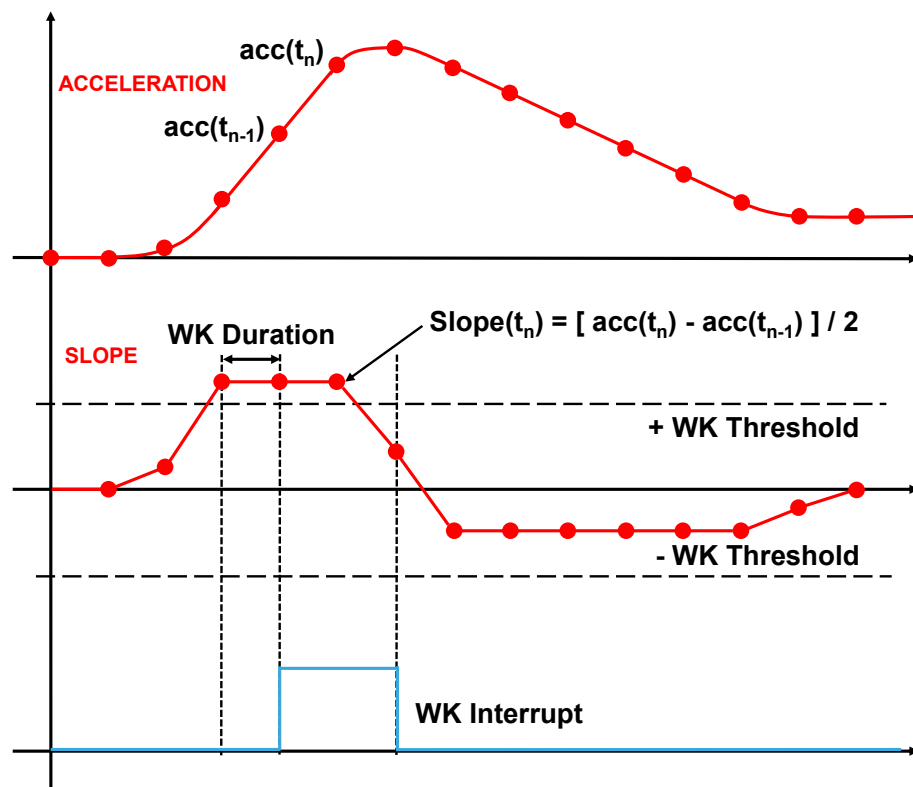 acc(tn)
ACCELERATION
acc(tn-1)
Slope(tn) = [ acc(tn) - acc(tn-1) ] / 2
WK Duration
SLOPE
+ WK Threshold
- WK Threshold
WK Interrupt